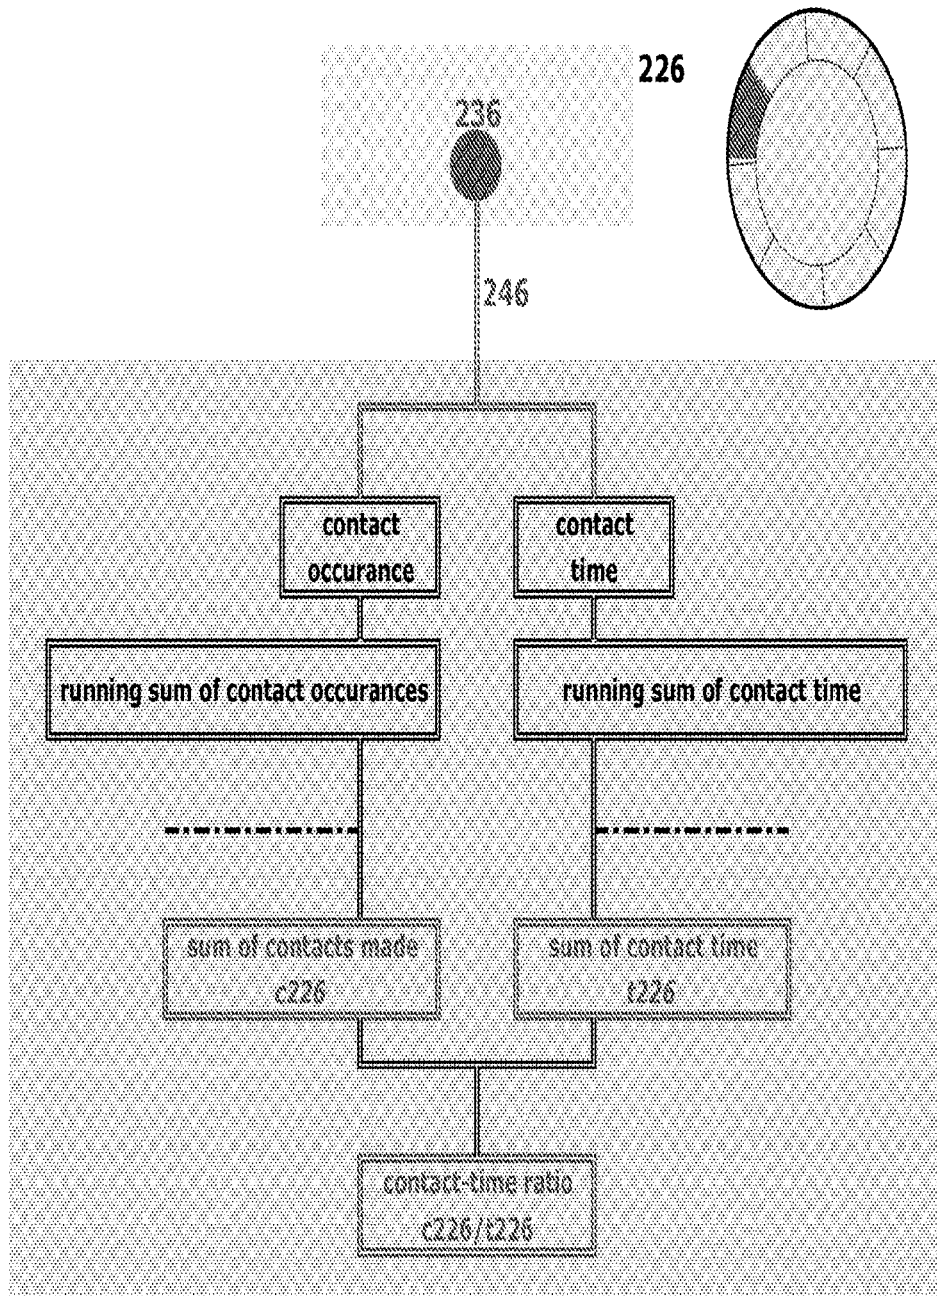 226
236
246
contact
occurance
contact
time
running sum of contact occurances
running sum of contact time
sum of contacts made
c226
sum of contact time
t226
contact-time ratio
c226/t226